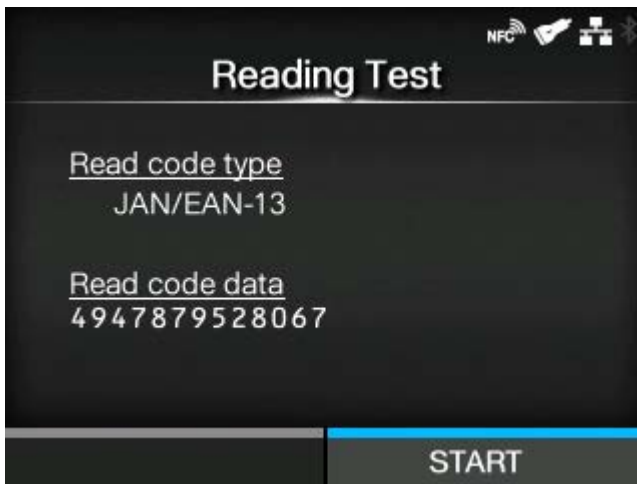 NFC
Reading Test
Read code type
JAN/EAN-13
Read code data
4947879528067
START